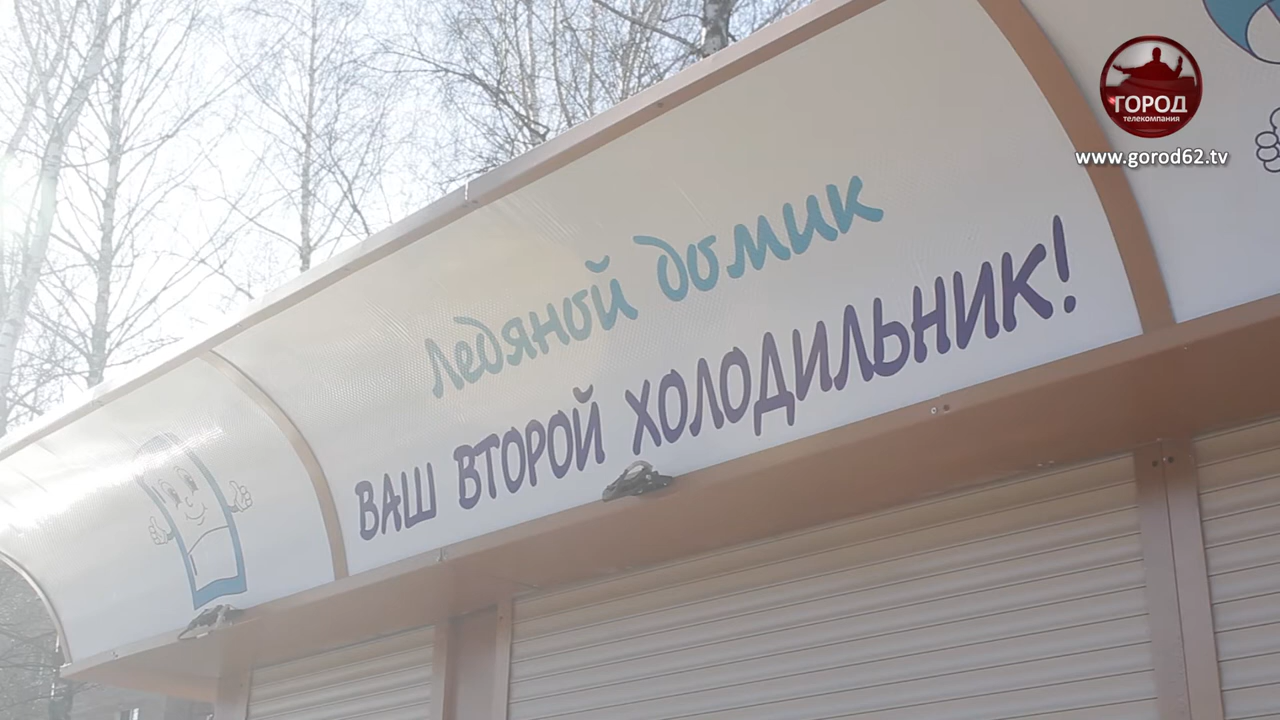 ГОРОД
телекомпания
www.gorod62.tv
ледяной домик
ВАШ ВТОРОЙ ХОЛОДИЛЬНИК!